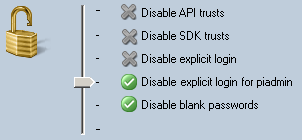 Disable API trusts
Disable SDK trusts
Disable explicit login
Disable explicit login for piadmin
Disable blank passwords